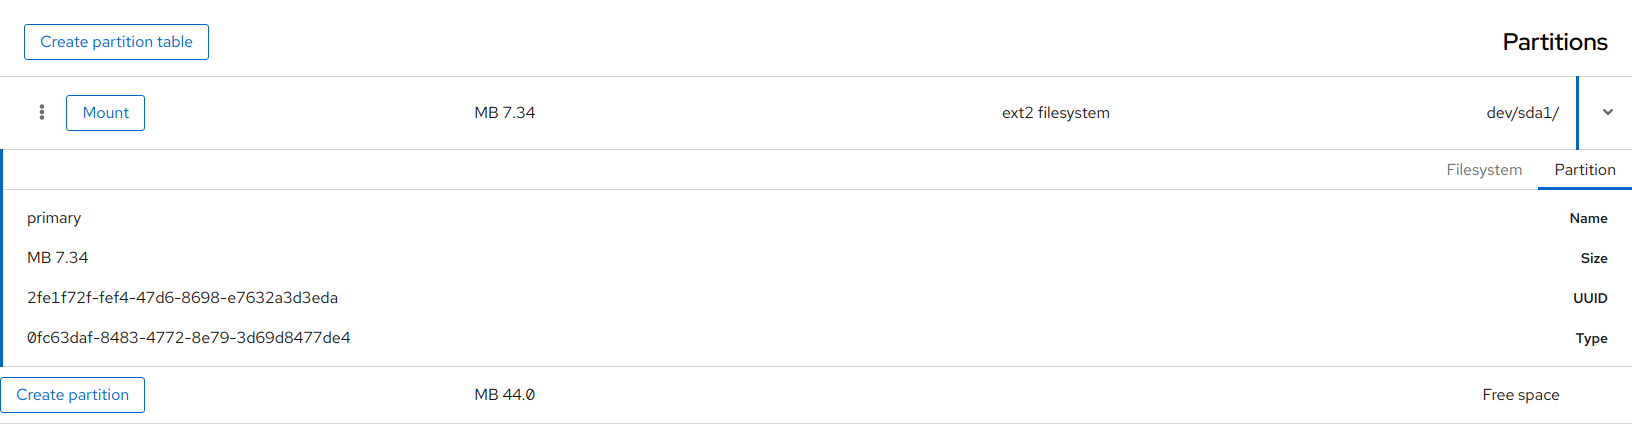 Partitions
Create partition table
dev/sda1/
ext2 filesystem
MB 7.34
Mount
Partition
Filesystem
Name
primary
Size
MB 7.34
UUID
2fe1f72f-fef4-47d6-8698-e7632a3d3eda
Type
0fc63daf-8483-4772-8e79-3d69d8477de4
Free space
MB 44.0
Create partition